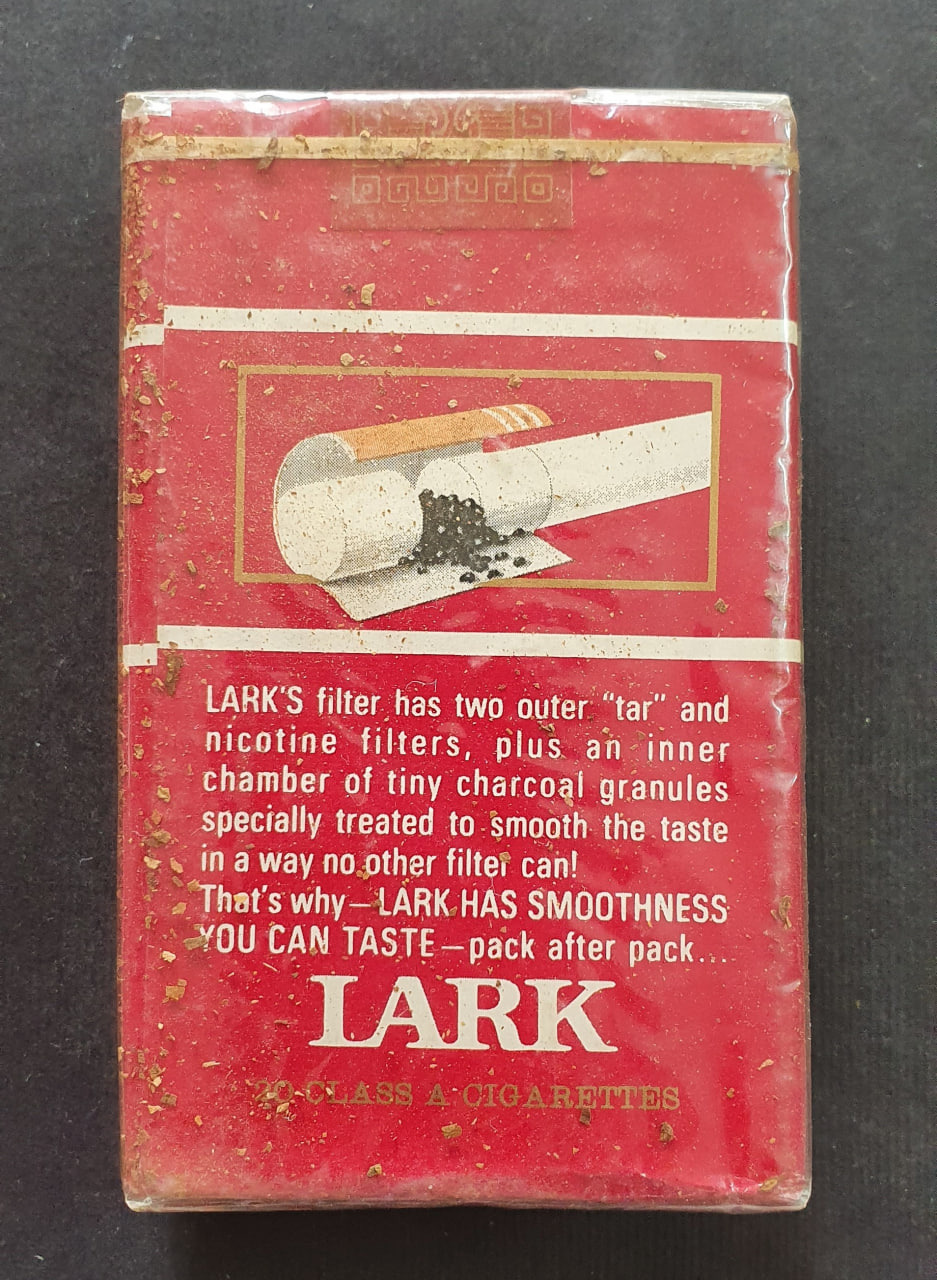 LARK'S filter has two outer “tar” and
nicotine filters, plus an inner
chamber of tiny charcoal granules
specially treated to smooth the taste
in a way no other filter can!
That's why—LARK HAS SMOOTHNESS
YOU CAN TASTE—pack after pack....
LARK
20 CLASS A CIGARETTES